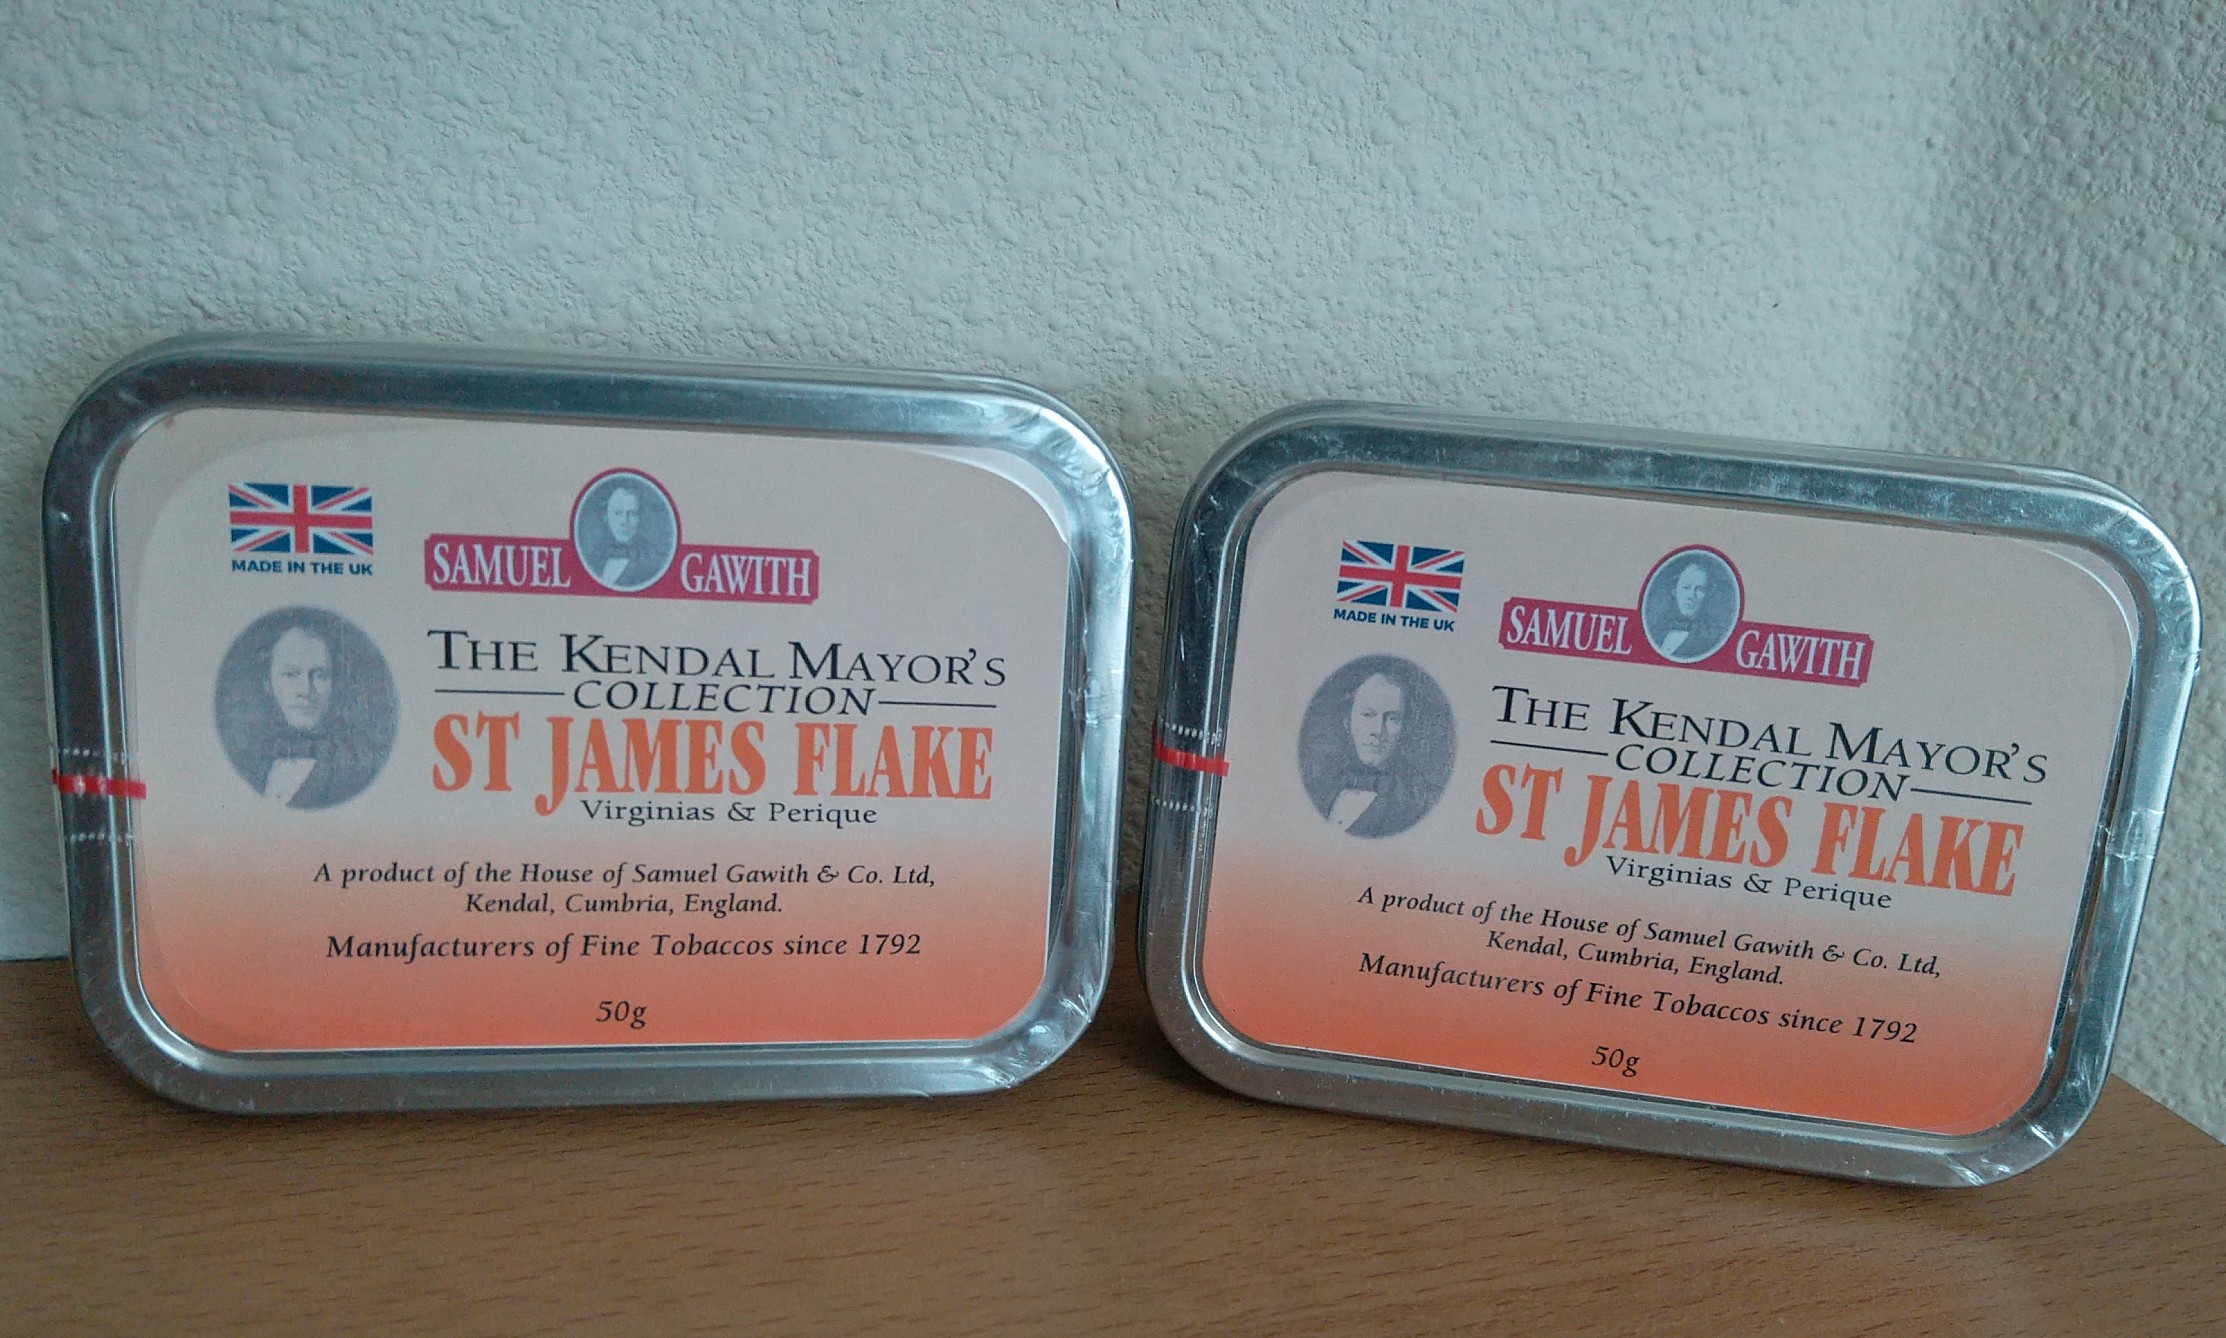 MADE IN THE UK
SAMUEL GAWITH
THE KENDAL MAYOR'S
COLLECTION
ST JAMES FLAKE
Virginias & Perique
A product of the House of Samuel Gawith & Co. Ltd,
Kendal, Cumbria, England.
Manufacturers of Fine Tobaccos since 1792
50g
MADE IN THE UK
SAMUEL GAWITH
THE KENDAL MAYOR'S
COLLECTION
ST JAMES FLAKE
Virginias & Perique
A product of the House of Samuel Gawith & Co. Ltd,
Kendal, Cumbria, England.
Manufacturers of Fine Tobaccos since 1792
50g